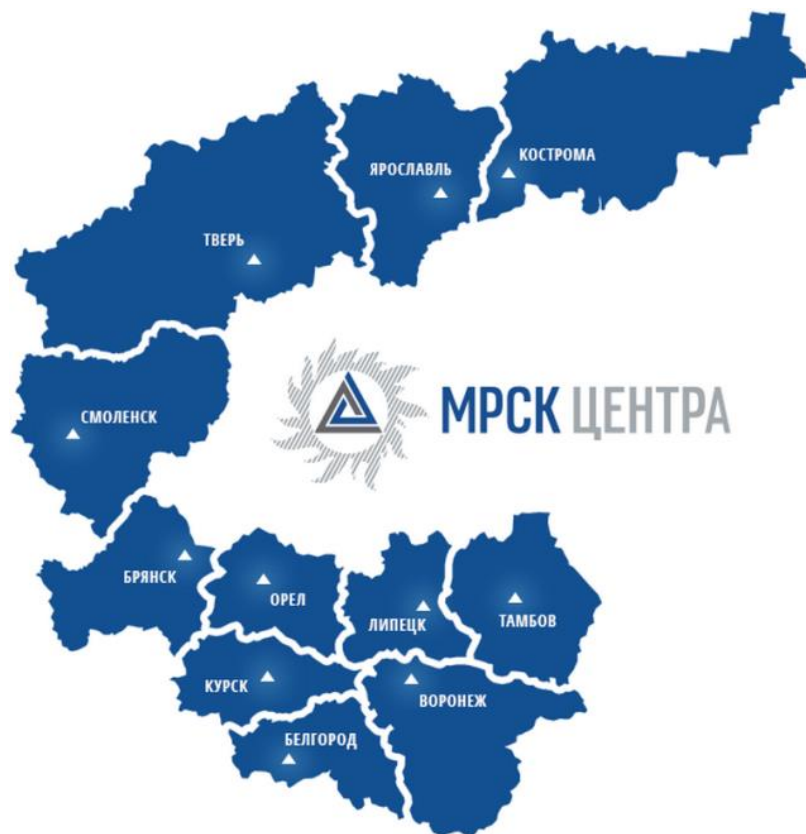 КОСТРОМА
ЯРОСЛАВЛЬ
ТВЕРЬ
МРСК ЦЕНТРА
СМОЛЕНСК
БРЯНСК
ОРЕЛ
ЛИПЕЦК
ТАМБОВ
КУРСК
ВОРОНЕЖ
БЕЛГОРОД